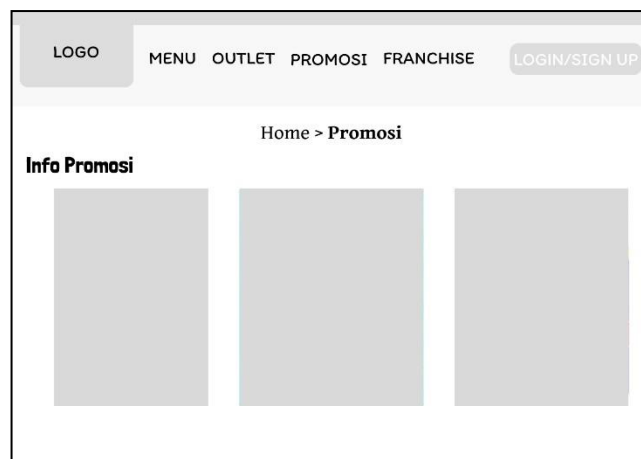 LOGO MENU OUTLET PROMOSI FRANCHISE LOGIN/SIGN UP
Home > Promosi
Info Promosi